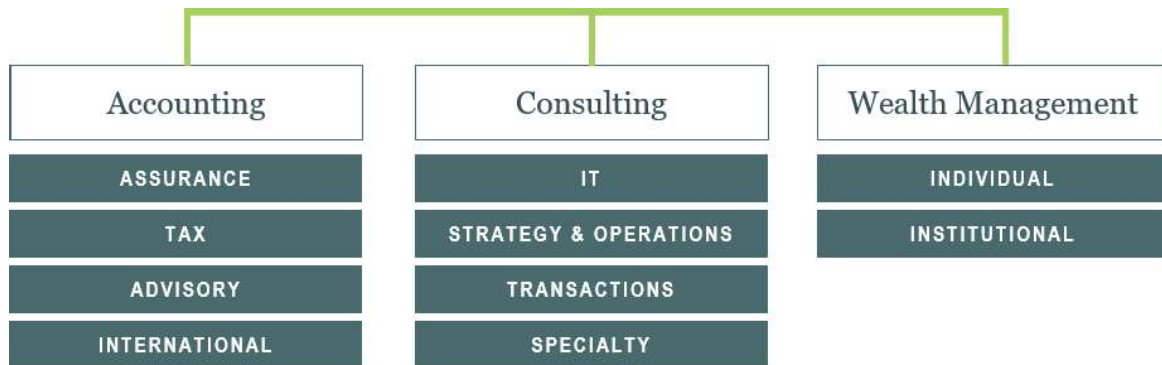 Accounting
ASSURANCE
TAX
ADVISORY
INTERNATIONAL
Consulting
IT
STRATEGY & OPERATIONS
TRANSACTIONS
SPECIALTY
Wealth Management
INDIVIDUAL
INSTITUTIONAL